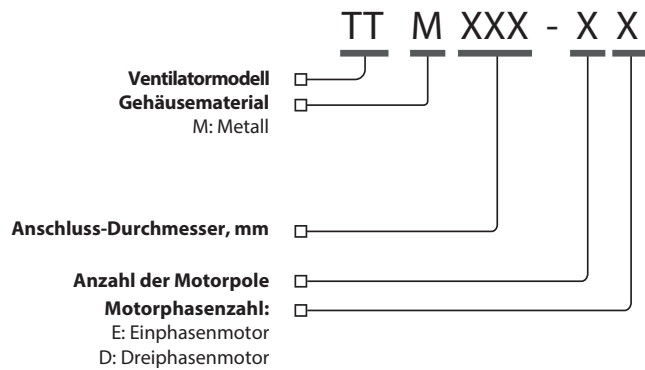 TT M XXX - X X
Ventilatormodell
Gehäusematerial
M: Metall
Anschluss-Durchmesser, mm
Anzahl der Motorpole
Motorphasenzahl:
E: Einphasenmotor
D: Dreiphasenmotor